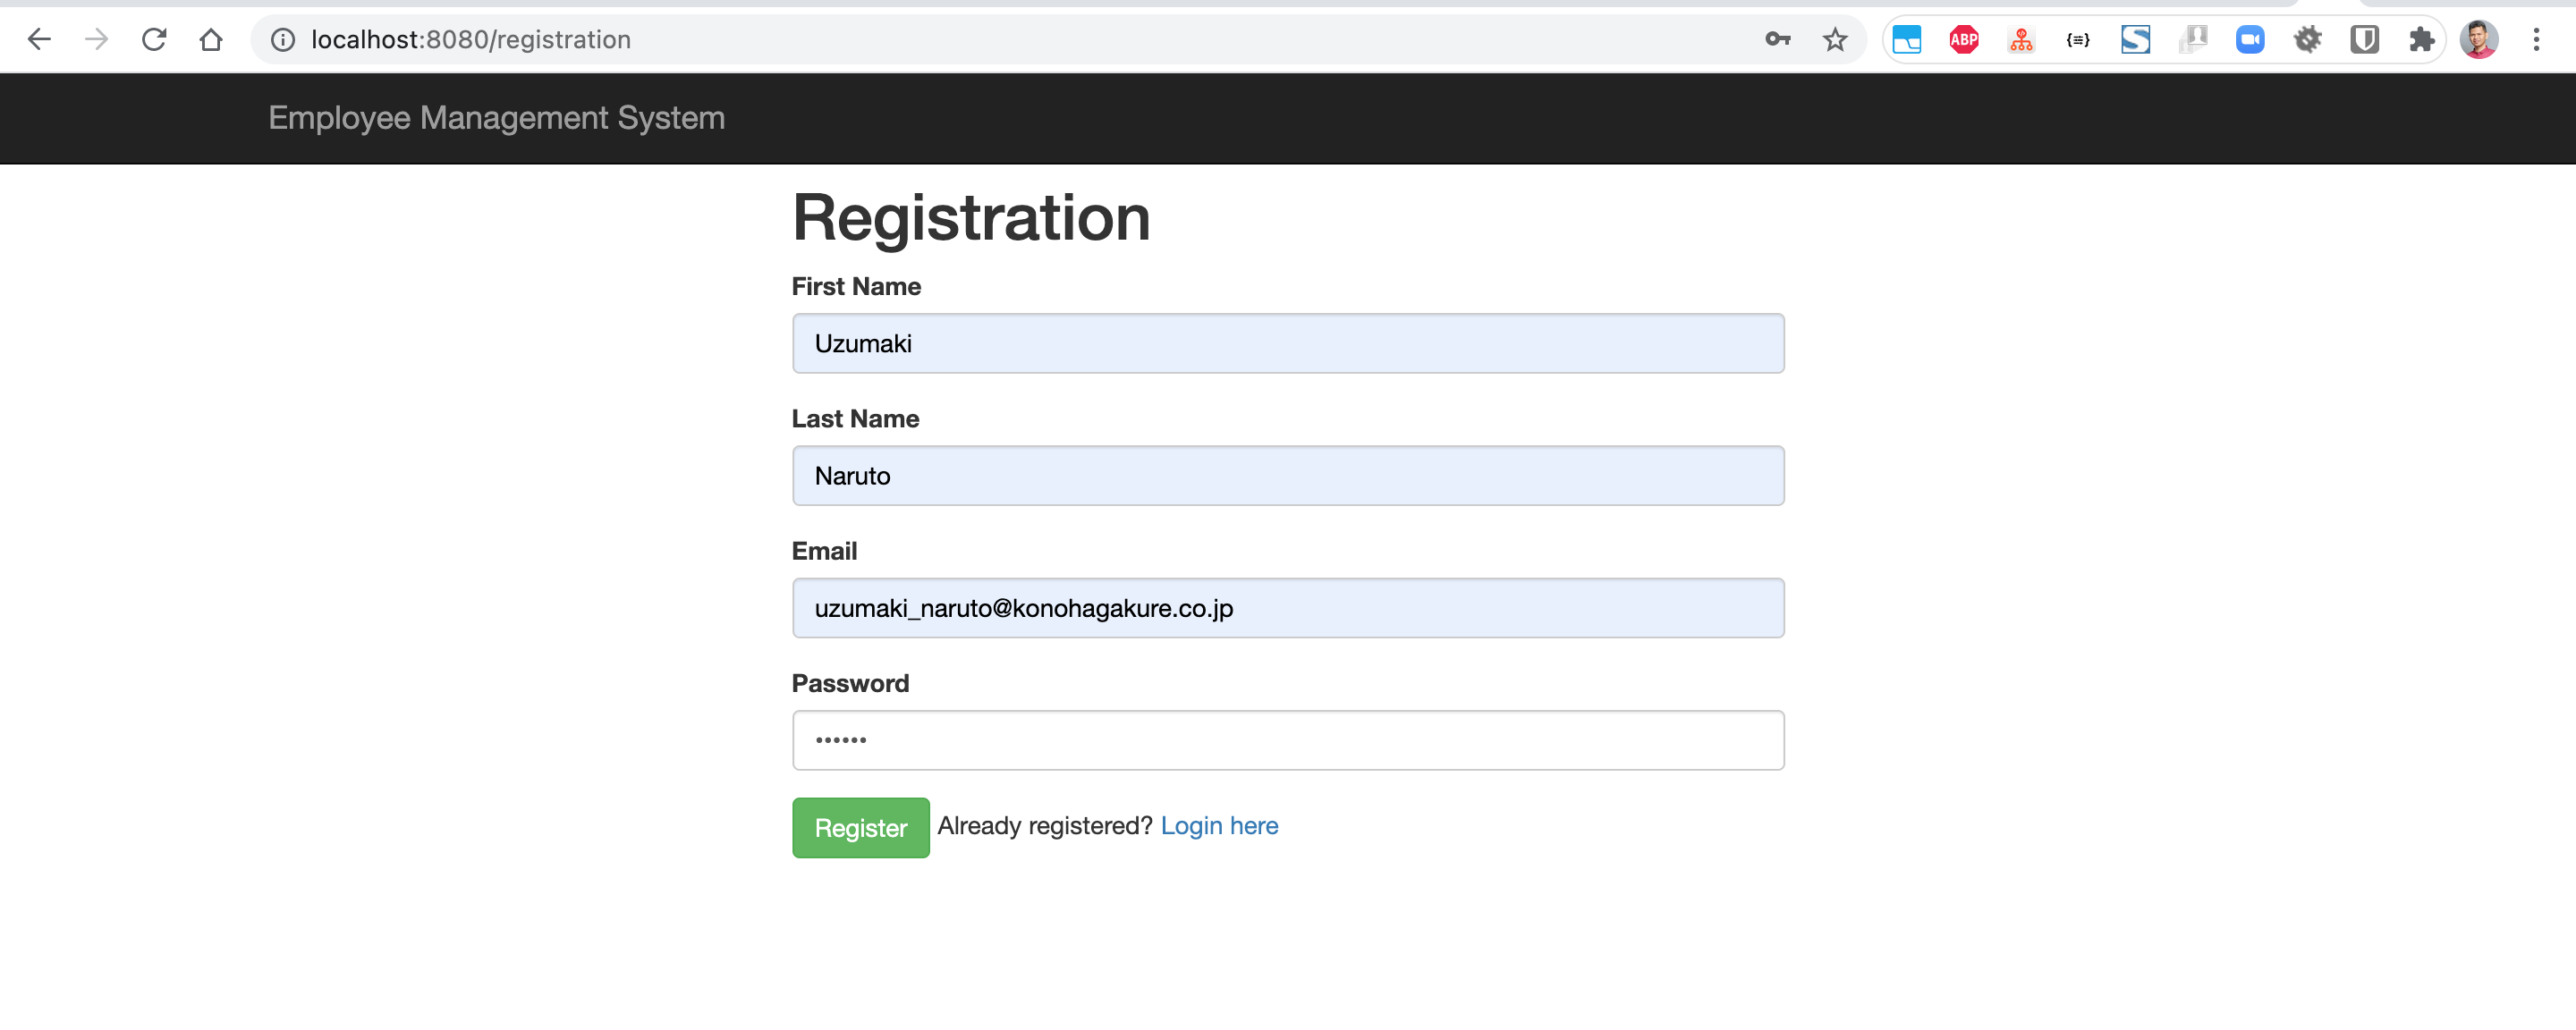 localhost:8080/registration
ABP
Employee Management System
Registration
First Name
Uzumaki
Last Name
Naruto
Email
uzumaki_naruto@konohagakure.co.jp
Password
••••••
Register Already registered? Login here